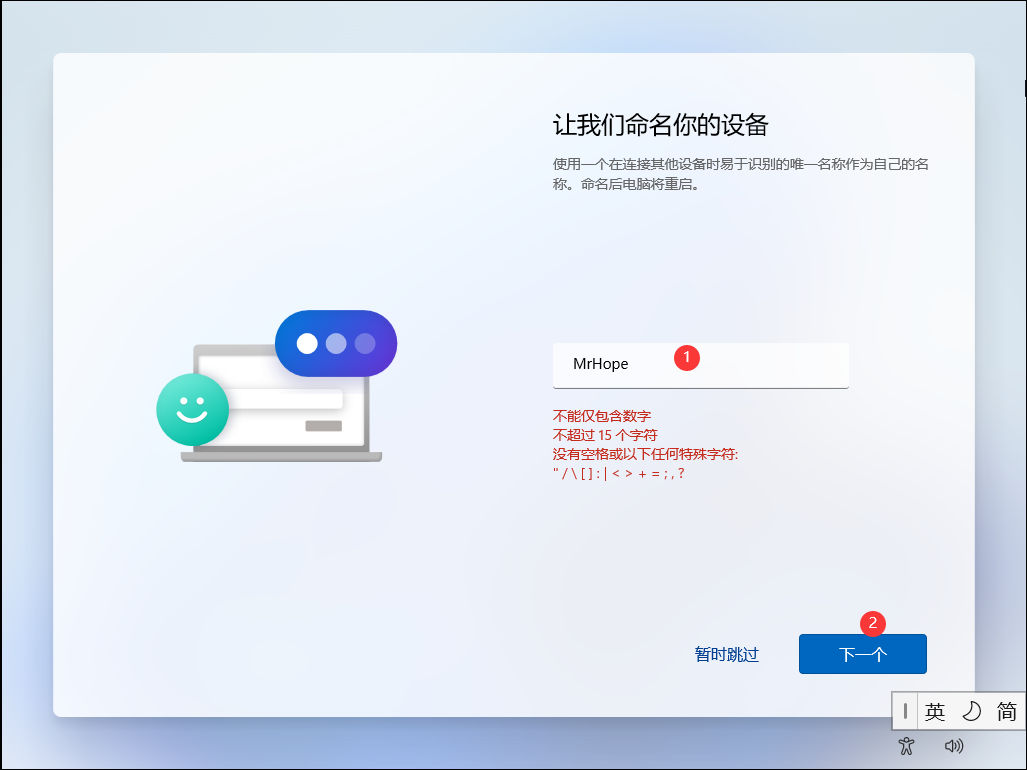 让我们命名你的设备
使用一个在连接其他设备时易于识别的唯一名称作为自己的名
称。命名后电脑将重启。
MrHope
1
不能仅包含数字
不超过 15 个字符
没有空格或以下任何特殊字符:
" / \ [ ] : | < > + = ; , ?
2
暂时跳过
下一个
英
简